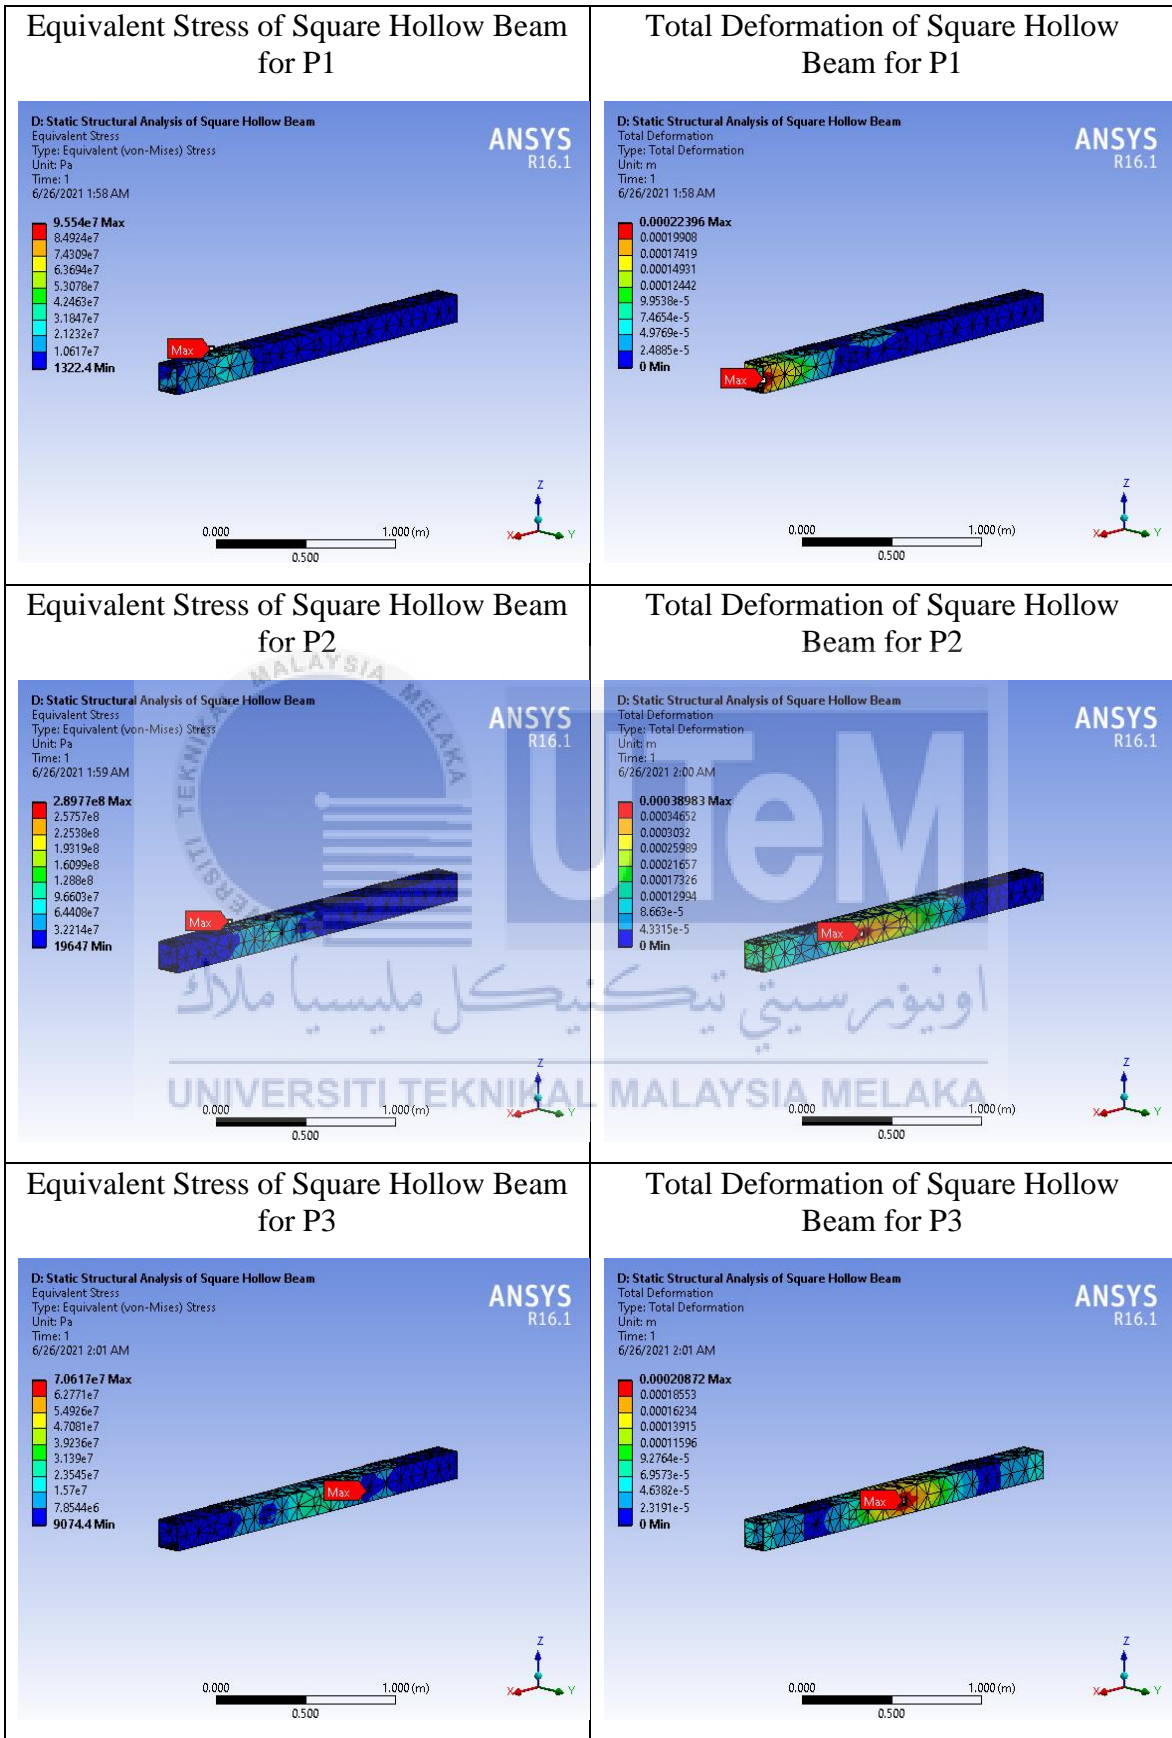 Equivalent Stress of Square Hollow Beam
for P1
D: Static Structural Analysis of Square Hollow Beam
Equivalent Stress
Type: Equivalent (von-Mises) Stress
Unit: Pa
Time: 1
6/26/2021 1:58 AM
ANSYS
R16.1
9.554e7 Max
8.4924e7
7.4309e7
6.3694e7
5.3078e7
4.2463e7
3.1847e7
2.1232e7
1.0617e7
1322.4 Min
Max
Z
X
Y
0.000
1.000 (m)
0.500
Total Deformation of Square Hollow
Beam for P1
D: Static Structural Analysis of Square Hollow Beam
Total Deformation
Type: Total Deformation
Unit: m
Time: 1
6/26/2021 1:58 AM
ANSYS
R16.1
0.00022396 Max
0.00019908
0.00017419
0.00014931
0.00012442
9.9538e-5
7.4654e-5
4.9769e-5
2.4885e-5
0 Min
Max
Z
X
Y
0.000
1.000 (m)
0.500
Equivalent Stress of Square Hollow Beam
for P2
D: Static Structural Analysis of Square Hollow Beam
Equivalent Stress
Type: Equivalent (von-Mises) Stress
Unit: Pa
Time: 1
6/26/2021 1:59 AM
ANSYS
R16.1
2.8977e8 Max
2.5757e8
2.2538e8
1.9319e8
1.6099e8
1.288e8
9.6603e7
6.4408e7
3.2214e7
19647 Min
Max
Z
X
Y
0.000
1.000 (m)
0.500
Total Deformation of Square Hollow
Beam for P2
D: Static Structural Analysis of Square Hollow Beam
Total Deformation
Type: Total Deformation
Unit: m
Time: 1
6/26/2021 2:00 AM
ANSYS
R16.1
0.00038983 Max
0.00034652
0.0003032
0.00025989
0.00021657
0.00017326
0.00012994
8.663e-5
4.3315e-5
0 Min
Max
Z
X
Y
0.000
1.000 (m)
0.500
UNIVERSITI TEKNIKAL MALAYSIA MELAKA
UTeM
اونيۏرسيتي تيكنيكل مليسيا ملاك
UNIVERSITI TEKNIKAL MALAYSIA MELAKA
Equivalent Stress of Square Hollow Beam
for P3
D: Static Structural Analysis of Square Hollow Beam
Equivalent Stress
Type: Equivalent (von-Mises) Stress
Unit: Pa
Time: 1
6/26/2021 2:01 AM
ANSYS
R16.1
7.0617e7 Max
6.2771e7
5.4926e7
4.7081e7
3.9236e7
3.139e7
2.3545e7
1.57e7
7.8544e6
9074.4 Min
Max
Z
X
Y
0.000
1.000 (m)
0.500
Total Deformation of Square Hollow
Beam for P3
D: Static Structural Analysis of Square Hollow Beam
Total Deformation
Type: Total Deformation
Unit: m
Time: 1
6/26/2021 2:01 AM
ANSYS
R16.1
0.00020872 Max
0.00018553
0.00016234
0.00013915
0.00011596
9.2764e-5
6.9573e-5
4.6382e-5
2.3191e-5
0 Min
Max
Z
X
Y
0.000
1.000 (m)
0.500